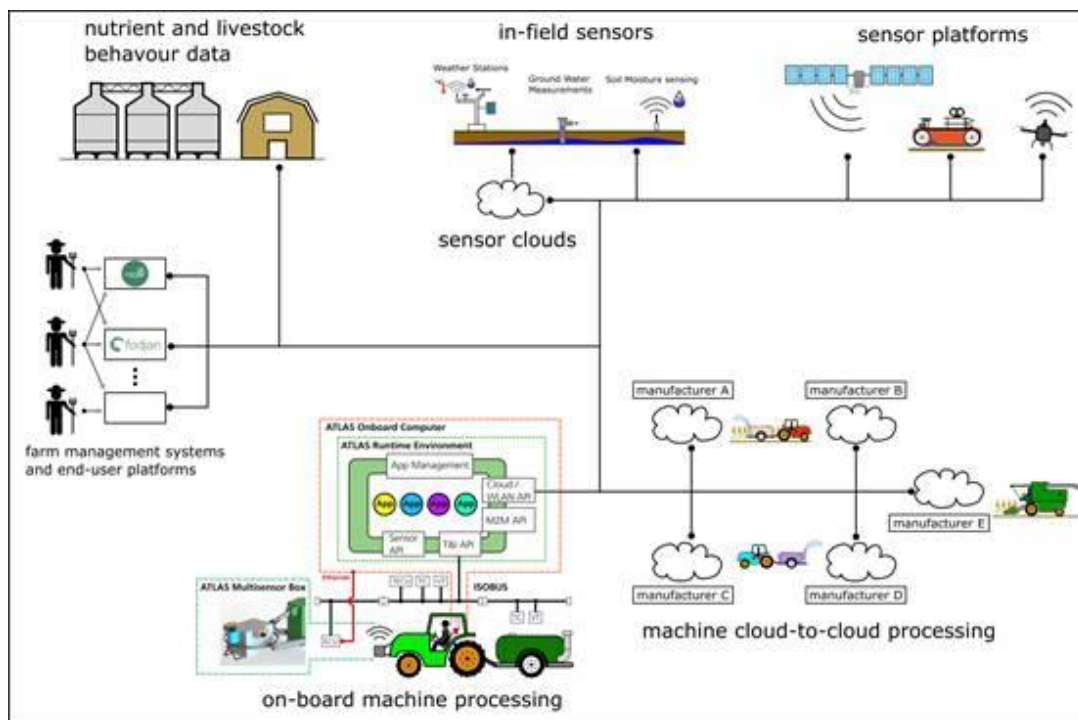 nutrient and livestock
behavour data
in-field sensors
sensor platforms
Weather Stations
Ground Water
Measurements
Soil Moisture sensing
sensor clouds
fodjan
farm management systems
and end-user platforms
manufacturer A
manufacturer B
manufacturer E
manufacturer C
manufacturer D
machine cloud-to-cloud processing
ATLAS Onboard Computer
ATLAS Runtime Environment
App Management
Cloud /
WLAN API
App
App
App
App
M2M API
Sensor
API
T&I API
Ethernet
ISOBUS
ATLAS Multisensor Box
on-board machine processing